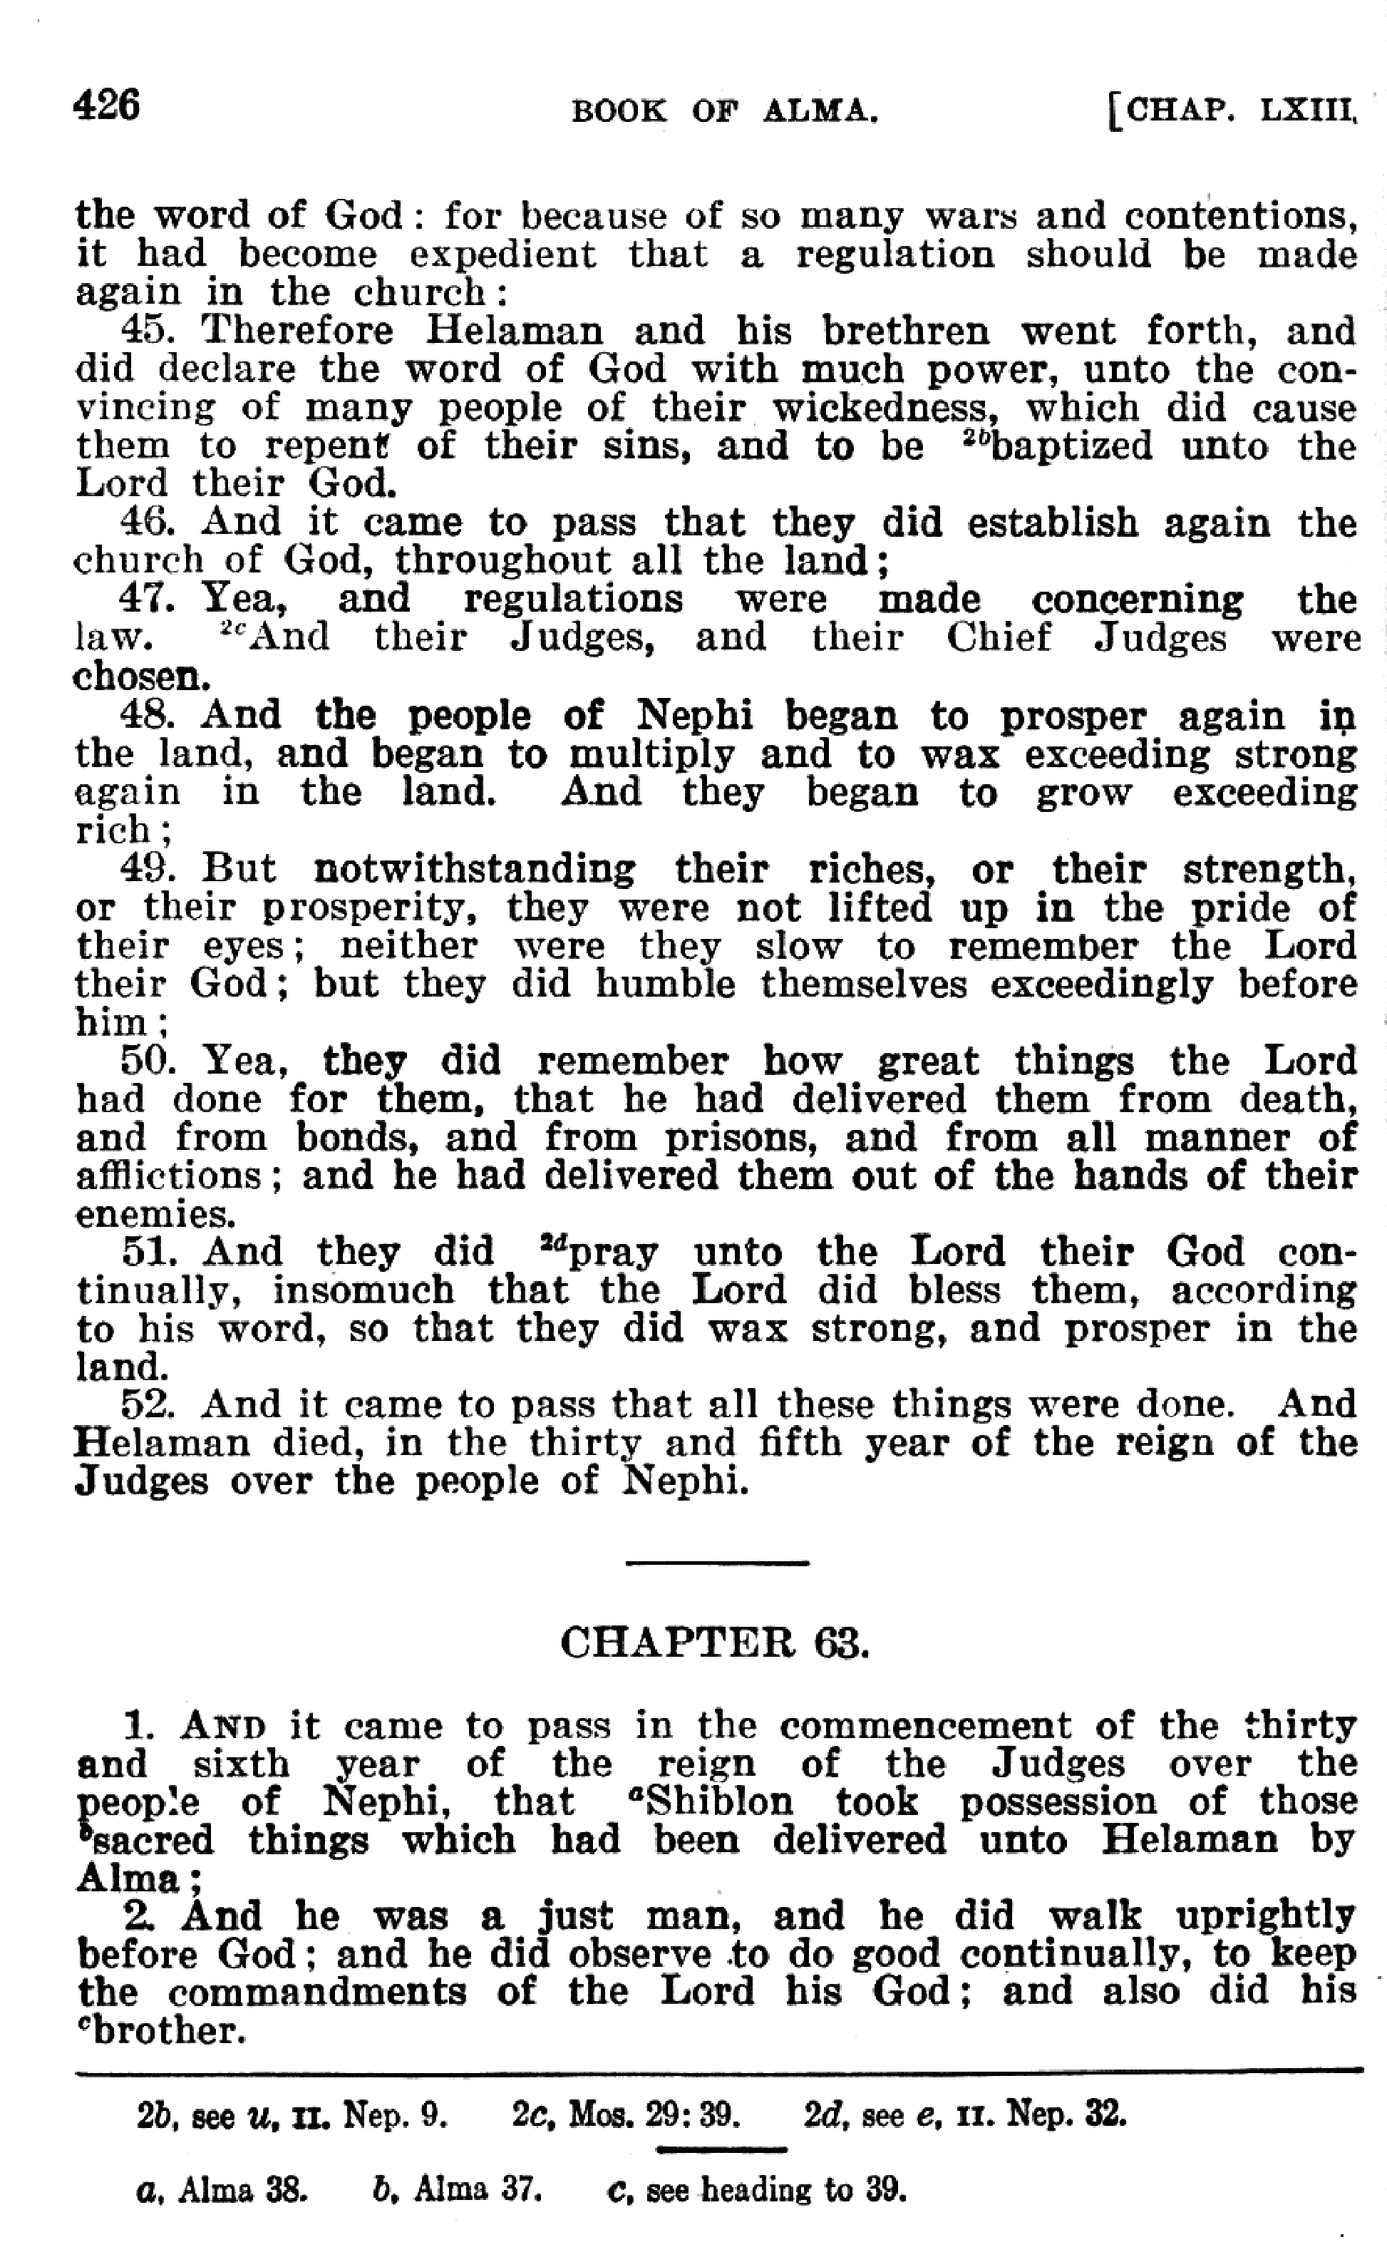 426 BOOK OF ALMA. [CHAP. LXIII.
the word of God: for because of so many wars and contentions,
it had become expedient that a regulation should be made
again in the church:
45. Therefore Helaman and his brethren went forth, and
did declare the word of God with much power, unto the con-
vincing of many people of their wickedness, which did cause
them to repent of their sins, and to be 2bbaptized unto the
Lord their God.
46. And it came to pass that they did establish again the
church of God, throughout all the land;
47. Yea, and regulations were made concerning the
law. 2cAnd their Judges, and their Chief Judges were
chosen.
48. And the people of Nephi began to prosper again in
the land, and began to multiply and to wax exceeding strong
again in the land. And they began to grow exceeding
rich;
49. But notwithstanding their riches, or their strength,
or their prosperity, they were not lifted up in the pride of
their eyes; neither were they slow to remember the Lord
their God; but they did humble themselves exceedingly before
him;
50. Yea, they did remember how great things the Lord
had done for them, that he had delivered them from death,
and from bonds, and from prisons, and from all manner of
afflictions; and he had delivered them out of the hands of their
enemies.
51. And they did 2dpray unto the Lord their God con-
tinually, insomuch that the Lord did bless them, according
to his word, so that they did wax strong, and prosper in the
land.
52. And it came to pass that all these things were done. And
Helaman died, in the thirty and fifth year of the reign of the
Judges over the people of Nephi.
CHAPTER 63.
1. AND it came to pass in the commencement of the thirty
and sixth year of the reign of the Judges over the
people of Nephi, that aShiblon took possession of those
bsacred things which had been delivered unto Helaman by
Alma;
2. And he was a just man, and he did walk uprightly
before God; and he did observe to do good continually, to keep
the commandments of the Lord his God; and also did his
cbrother.
2b, see u, II. Nep. 9. 2c, Mos. 29:39. 2d, see e, II. Nep. 32.
a, Alma 38. b, Alma 37. c, see heading to 39.